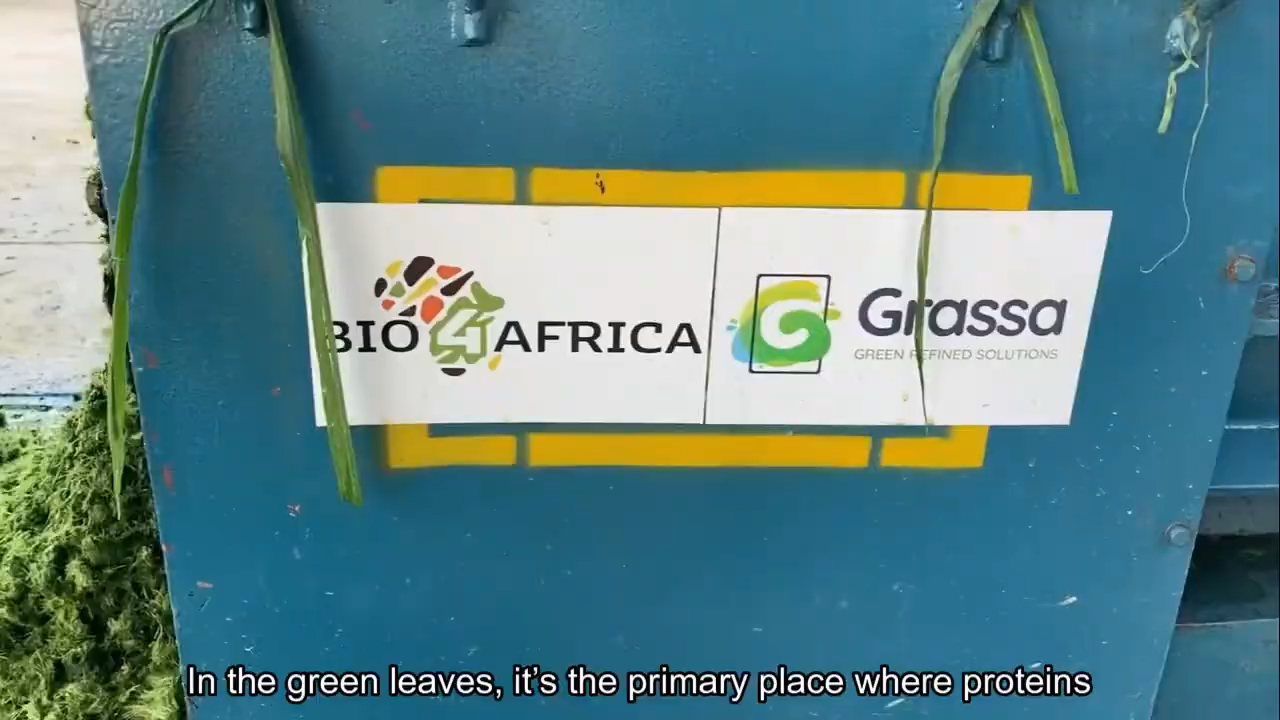 BIO4AFRICA
Grassa
GREEN REFINED SOLUTIONS
In the green leaves, it’s the primary place where proteins